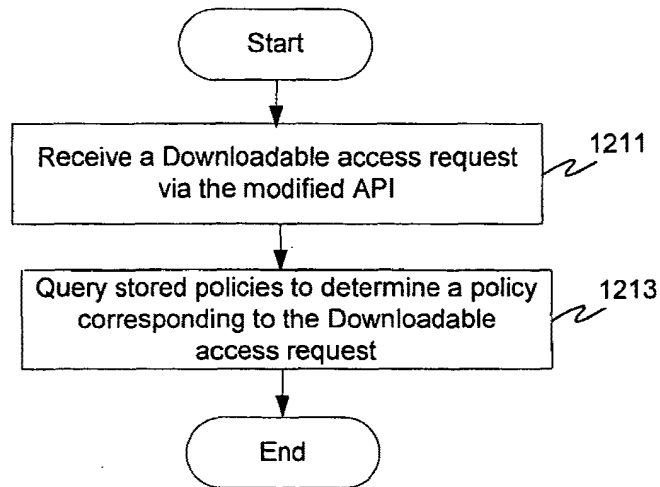 Start
Receive a Downloadable access request
via the modified API
1211
Query stored policies to determine a policy
corresponding to the Downloadable
access request
1213
End